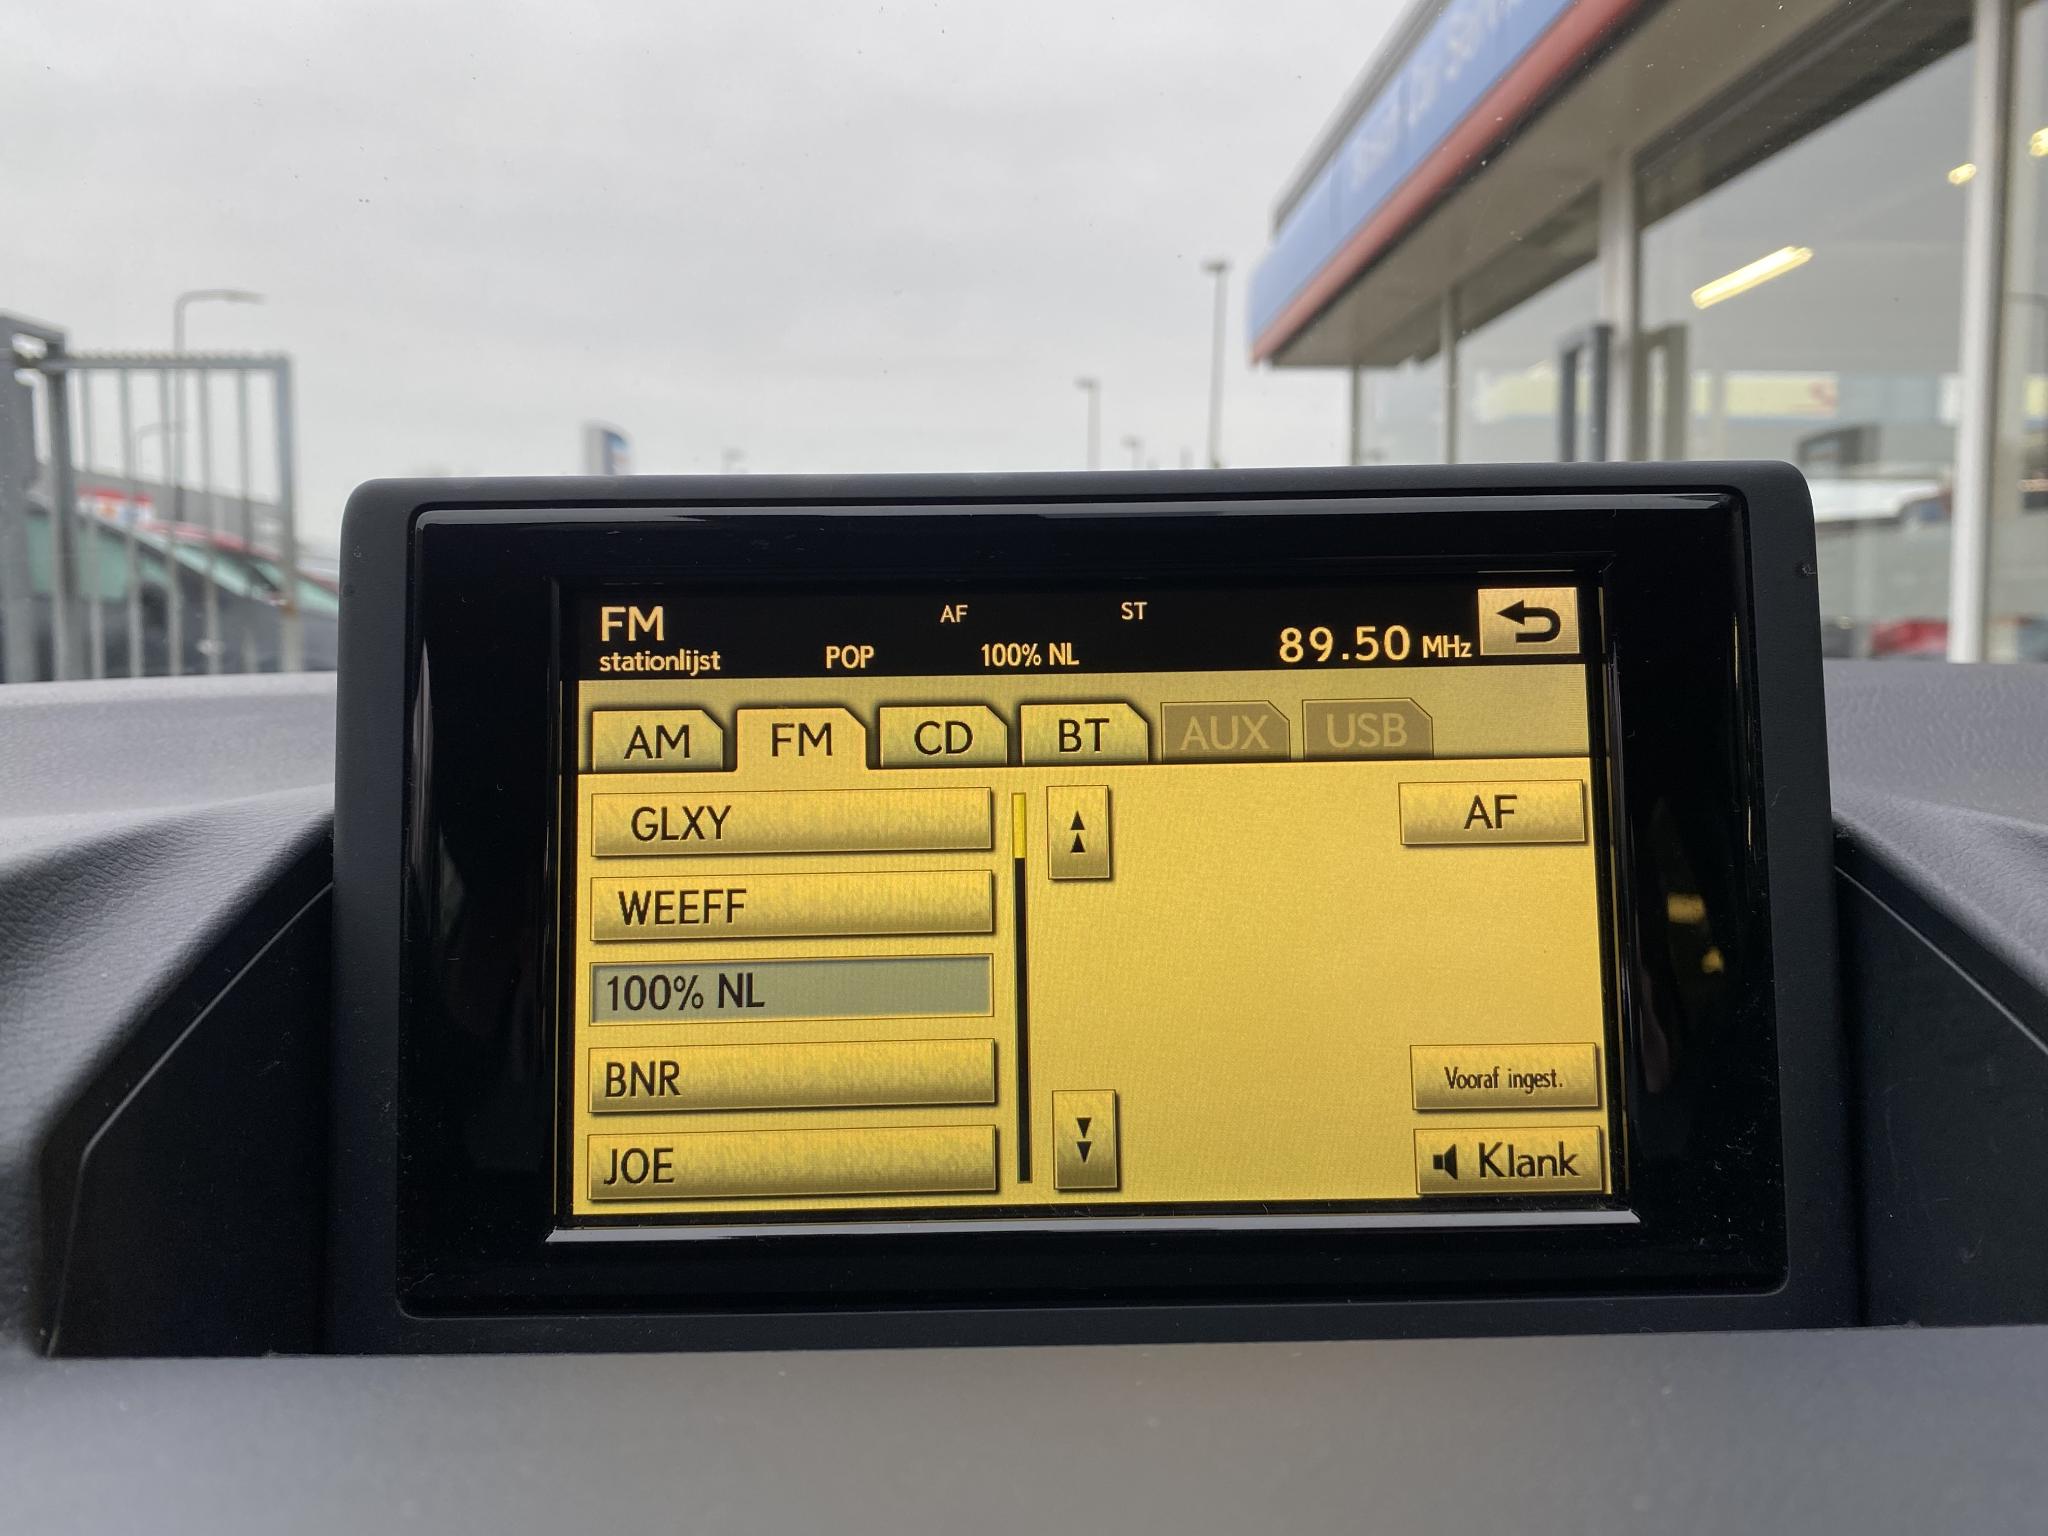 FM AF ST
stationlijst POP 100% NL 89.50 MHz
AM FM CD BT AUX USB
GLXY AF
WEEFF
100% NL
BNR Vooraf ingest.
JOE Klank